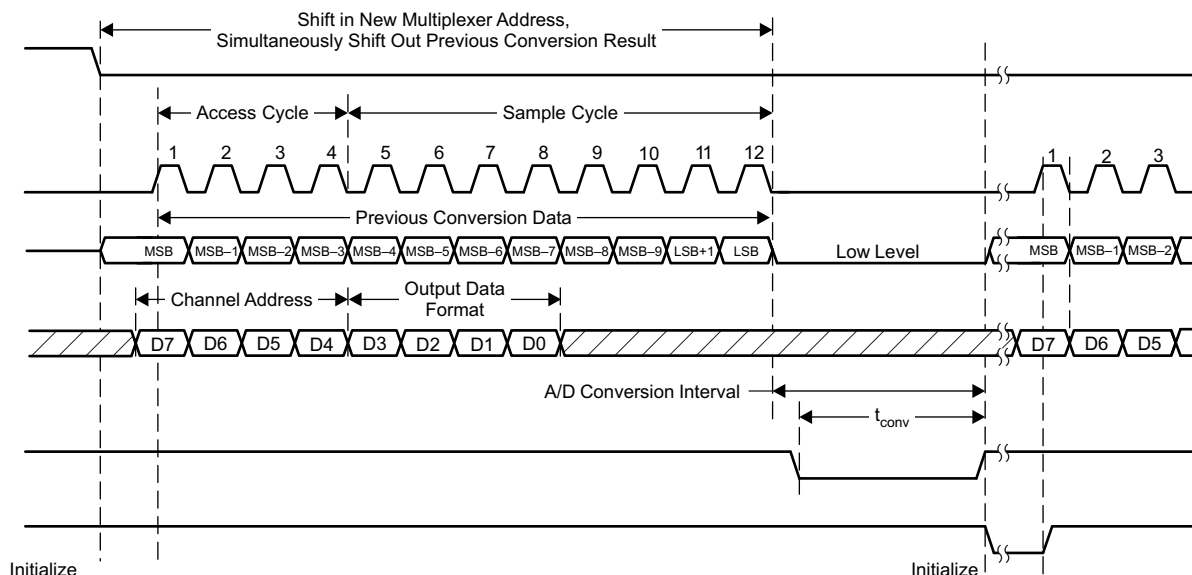 Shift in New Multiplexer Address,
Simultaneously Shift Out Previous Conversion Result
Access Cycle
Sample Cycle
1 2 3 4 5 6 7 8 9 10 11 12 1 2 3
Previous Conversion Data
MSB MSB–1 MSB–2 MSB–3 MSB–4 MSB–5 MSB–6 MSB–7 MSB–8 MSB–9 LSB+1 LSB Low Level MSB MSB–1 MSB–2
Channel Address
Output Data
Format
D7 D6 D5 D4 D3 D2 D1 D0 D7 D6 D5
A/D Conversion Interval
tconv
Initialize Initialize